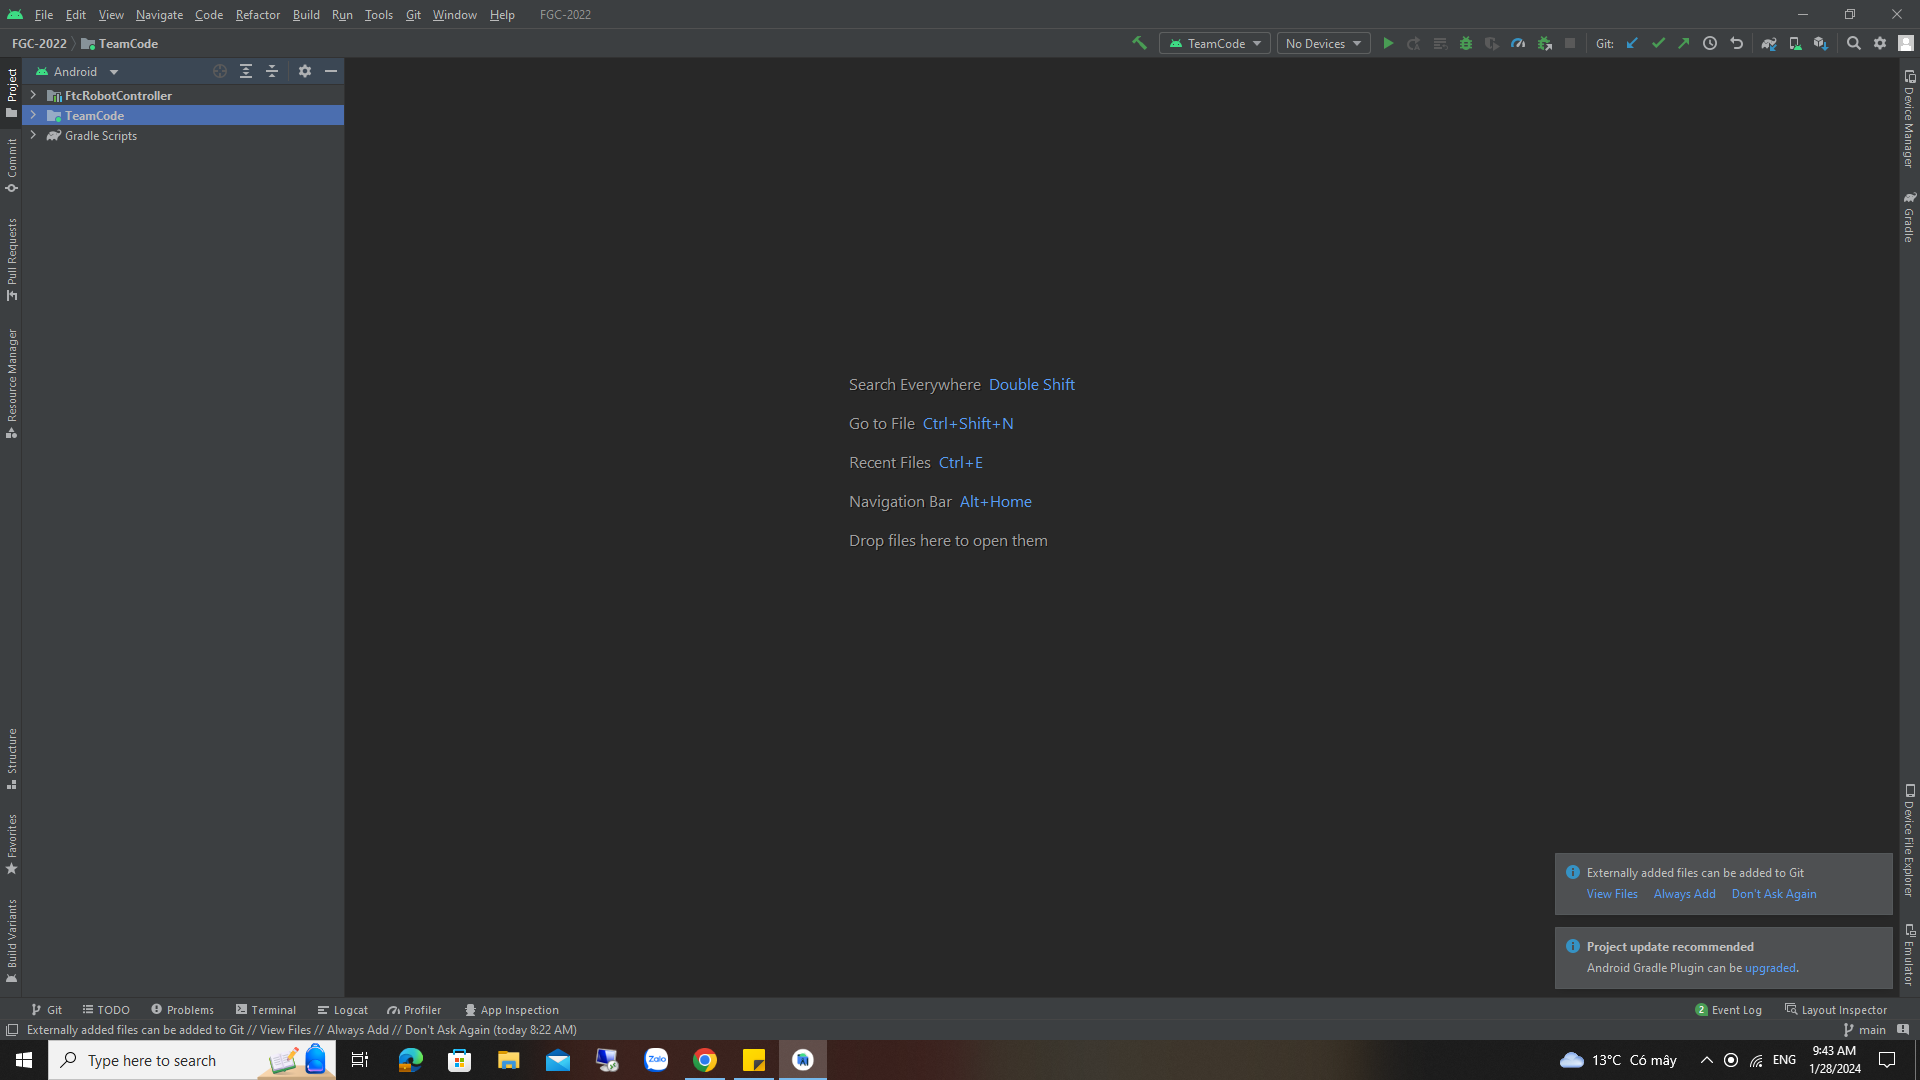 File Edit View Navigate Code Refactor Build Run Tools Git Window Help FGC-2022
FGC-2022 TeamCode
TeamCode No Devices Git:
Android
FtcRobotController
TeamCode
Gradle Scripts
Project
Commit
Pull Requests
Resource Manager
Structure
Favorites
Build Variants
Search Everywhere Double Shift
Go to File Ctrl+Shift+N
Recent Files Ctrl+E
Navigation Bar Alt+Home
Drop files here to open them
Device Manager
Gradle
Device File Explorer
Emulator
Externally added files can be added to Git
View Files Always Add Don't Ask Again
Project update recommended
Android Gradle Plugin can be upgraded.
Git TODO Problems Terminal Logcat Profiler App Inspection 2 Event Log Layout Inspector
Externally added files can be added to Git // View Files // Always Add // Don't Ask Again (today 8:22 AM) main
Type here to search Zalo AI 13°C Có mây ENG 9:43 AM
1/28/2024